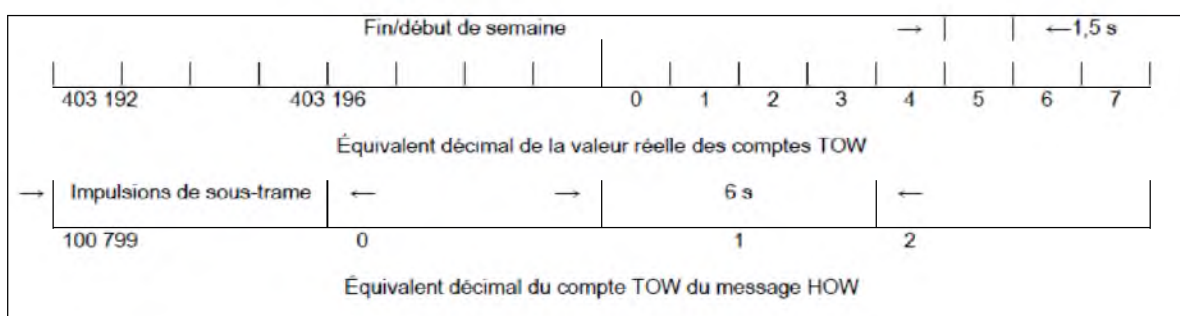 Fin/début de semaine → ←1,5 s
403 192 403 196 0 1 2 3 4 5 6 7
Équivalent décimal de la valeur réelle des comptes TOW
→ Impulsions de sous-trame ← → 6 s ←
100 799 0 1 2
Équivalent décimal du compte TOW du message HOW